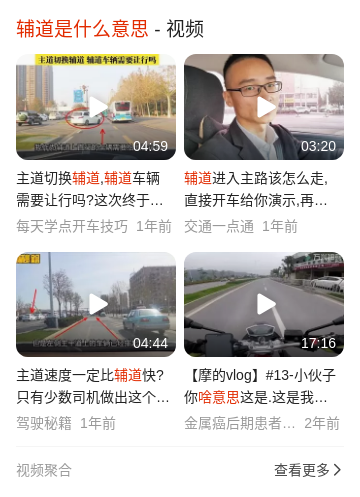 辅道是什么意思 - 视频
主道切换辅道 辅道车辆需要让行吗
04:59
03:20
主道切换辅道,辅道车辆
需要让行吗?这次终于…
每天学点开车技巧 1年前
辅道进入主路该怎么走,
直接开车给你演示,再…
交通一点通 1年前
04:44
17:16
主道速度一定比辅道快?
只有少数司机做出这个…
驾驶秘籍 1年前
【摩的vlog】#13-小伙子
你啥意思这是.这是我…
金属癌后期患者… 2年前
视频聚合
查看更多